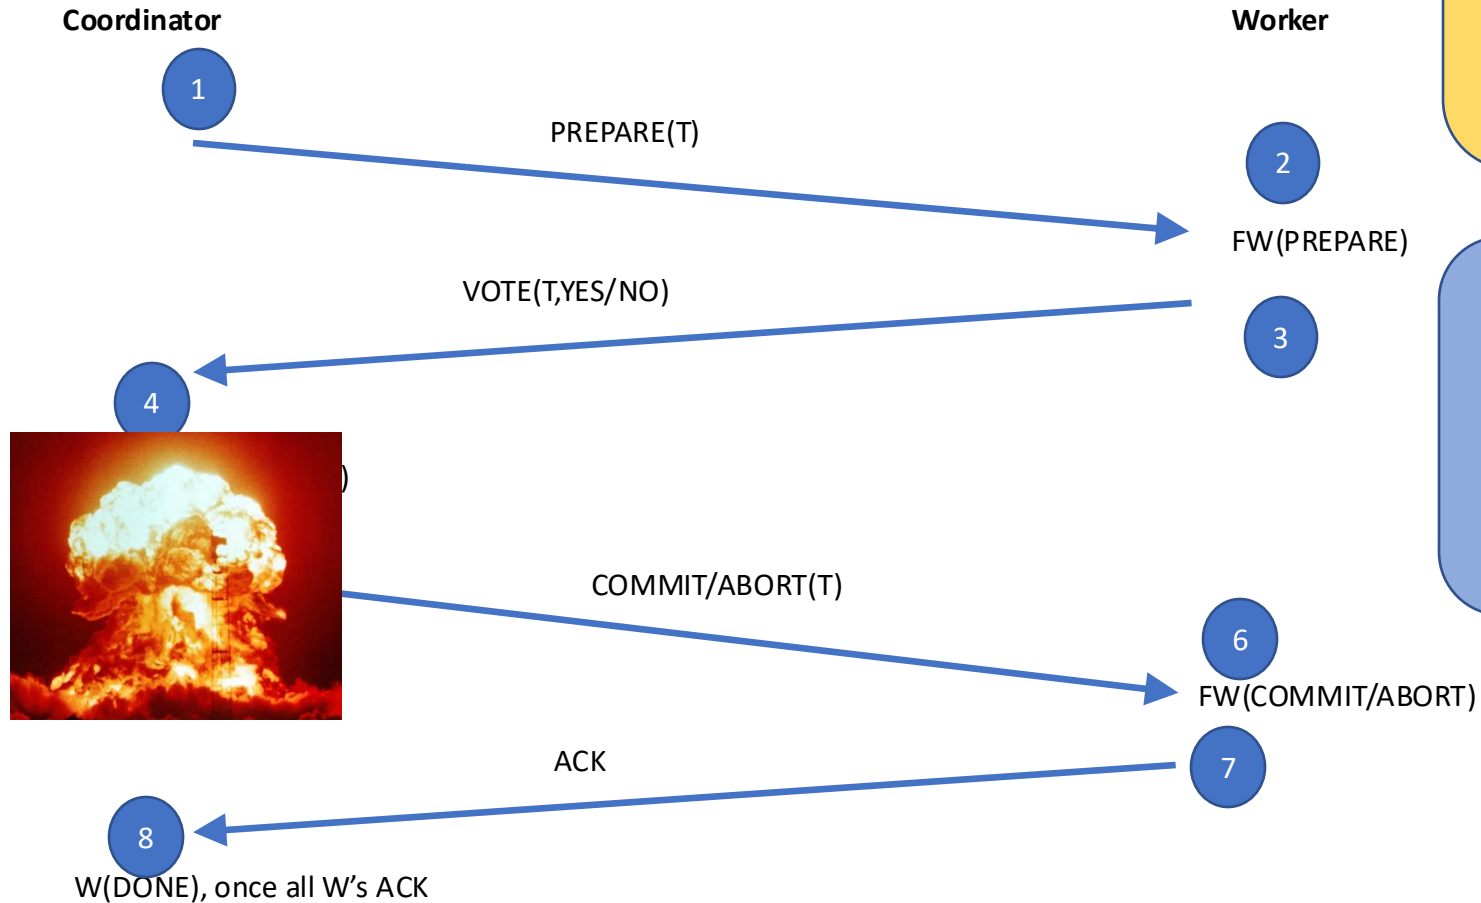 Coordinator
Worker
1
PREPARE(T)
2
FW(PREPARE)
VOTE(T,YES/NO)
3
4
)
COMMIT/ABORT(T)
6
FW(COMMIT/ABORT)
ACK
7
8
W(DONE), once all W's ACK